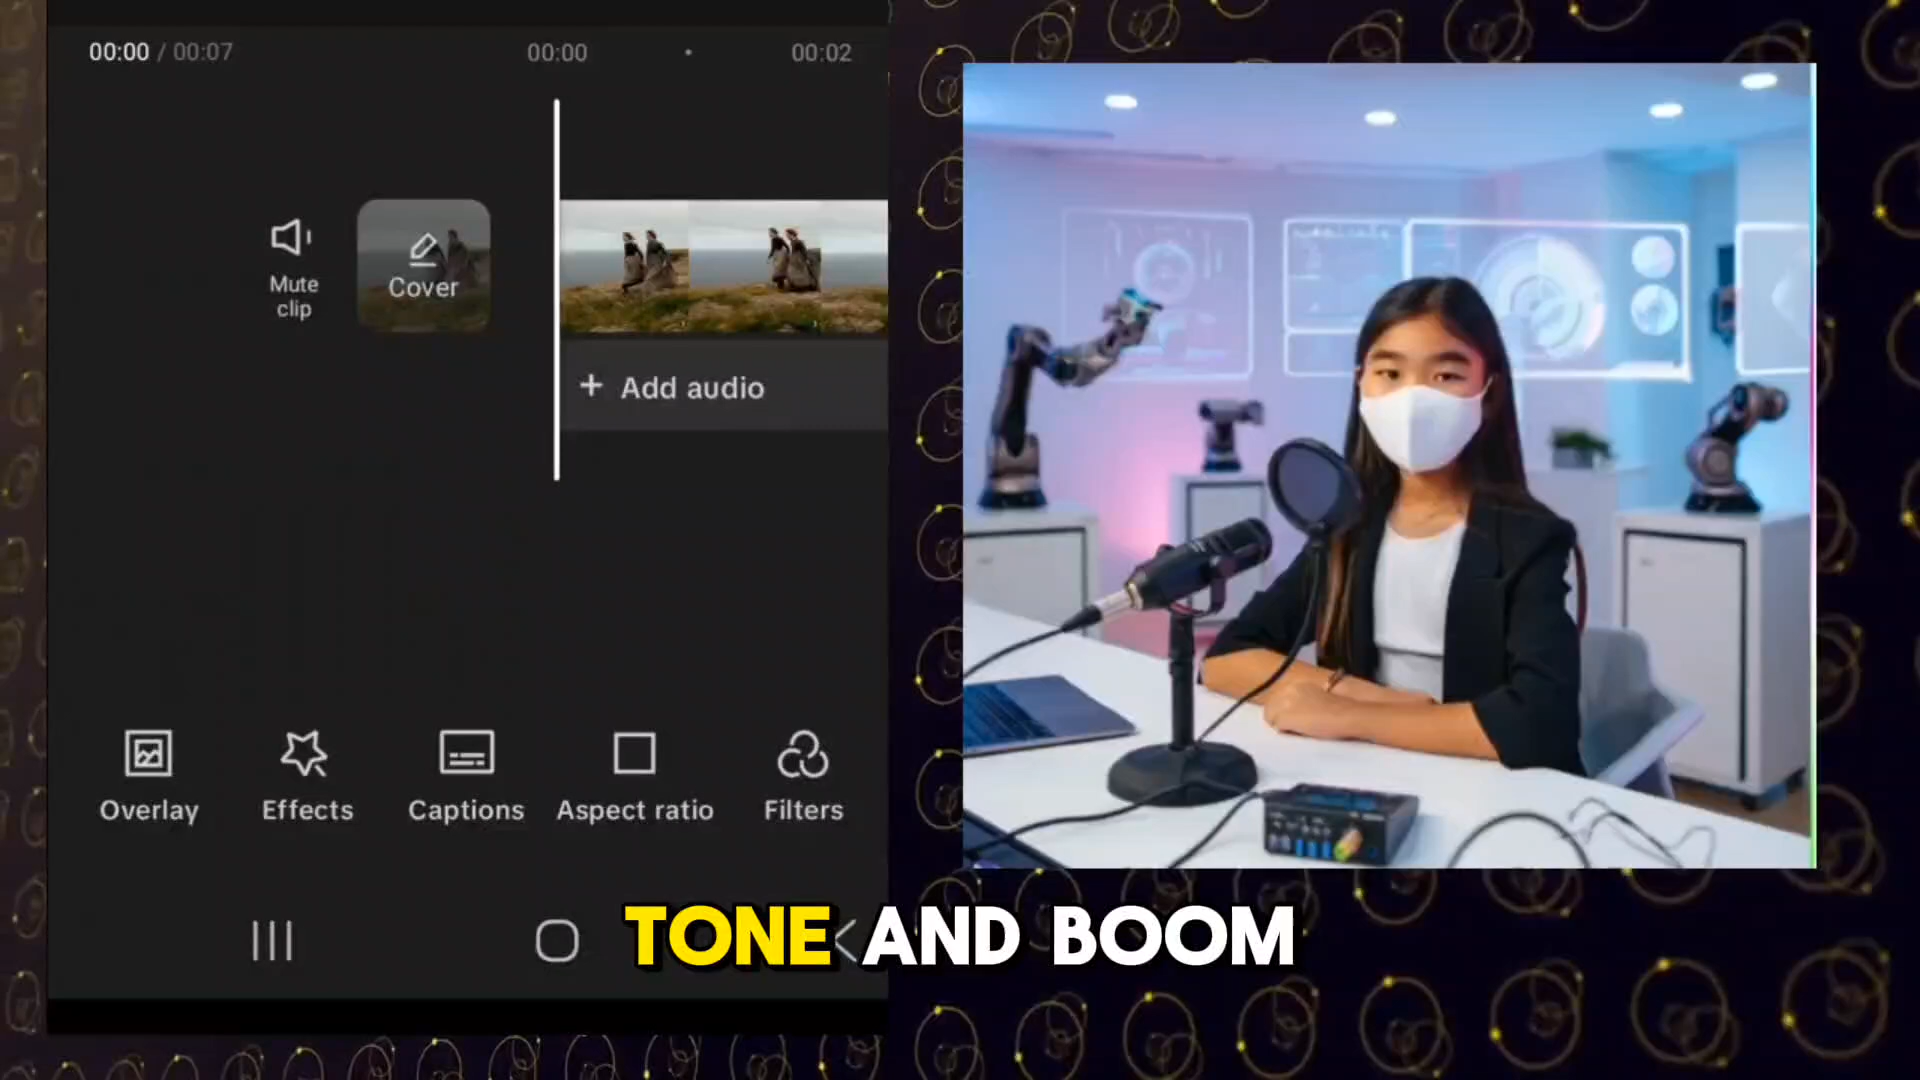 00:00 / 00:07
00:00
00:02
Mute
clip
Cover
+ Add audio
Overlay
Effects
Captions
Aspect ratio
Filters
TONE AND BOOM